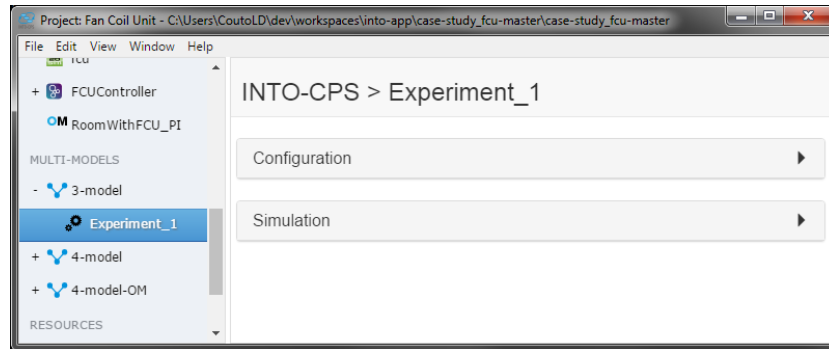 Project: Fan Coil Unit - C:\Users\CoutoLD\dev\workspaces\into-app\case-study_fcu-master\case-study_fcu-master
File Edit View Window Help
fcu
+ FCUController
OM RoomWithFCU_PI
MULTI-MODELS
- 3-model
Experiment_1
+ 4-model
+ 4-model-OM
RESOURCES
INTO-CPS > Experiment_1
Configuration
Simulation